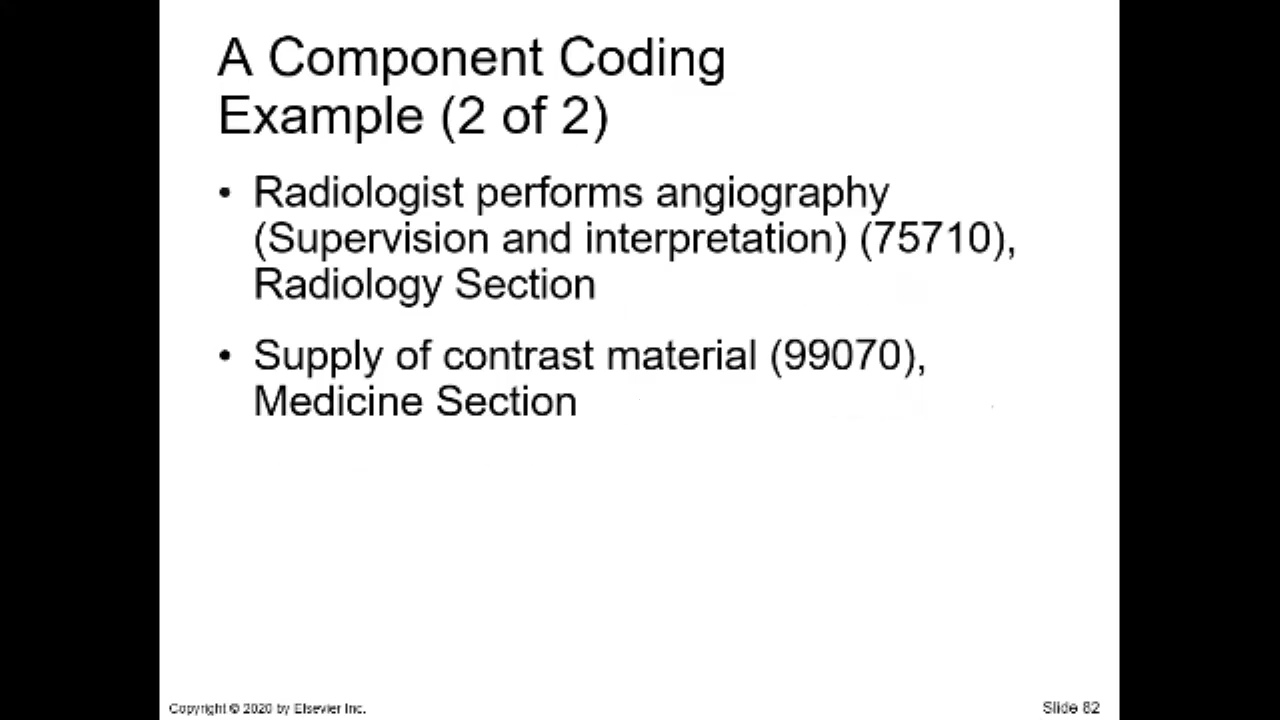 A Component Coding
Example (2 of 2)
• Radiologist performs angiography
(Supervision and interpretation) (75710),
Radiology Section
• Supply of contrast material (99070),
Medicine Section
Copyright © 2020 by Elsevier Inc.
Slide 82